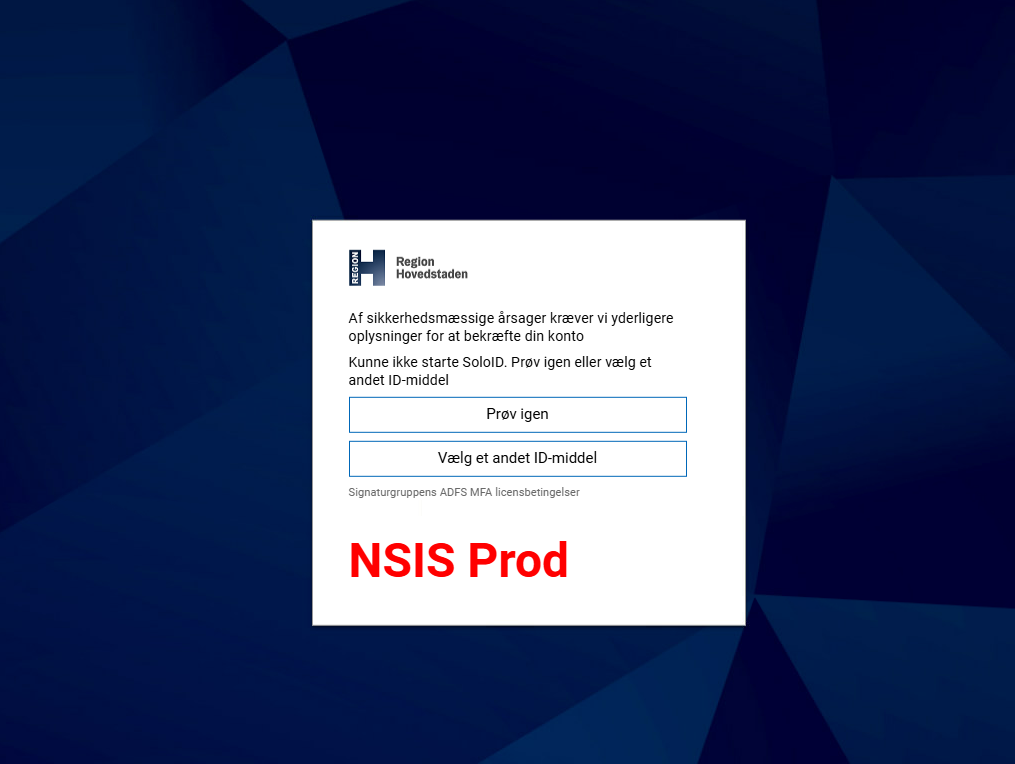 REGION
Region
Hovedstaden
Af sikkerhedsmæssige årsager kræver vi yderligere
oplysninger for at bekræfte din konto
Kunne ikke starte SoloID. Prøv igen eller vælg et
andet ID-middel
Prøv igen
Vælg et andet ID-middel
Signaturgruppens ADFS MFA licensbetingelser
NSIS Prod